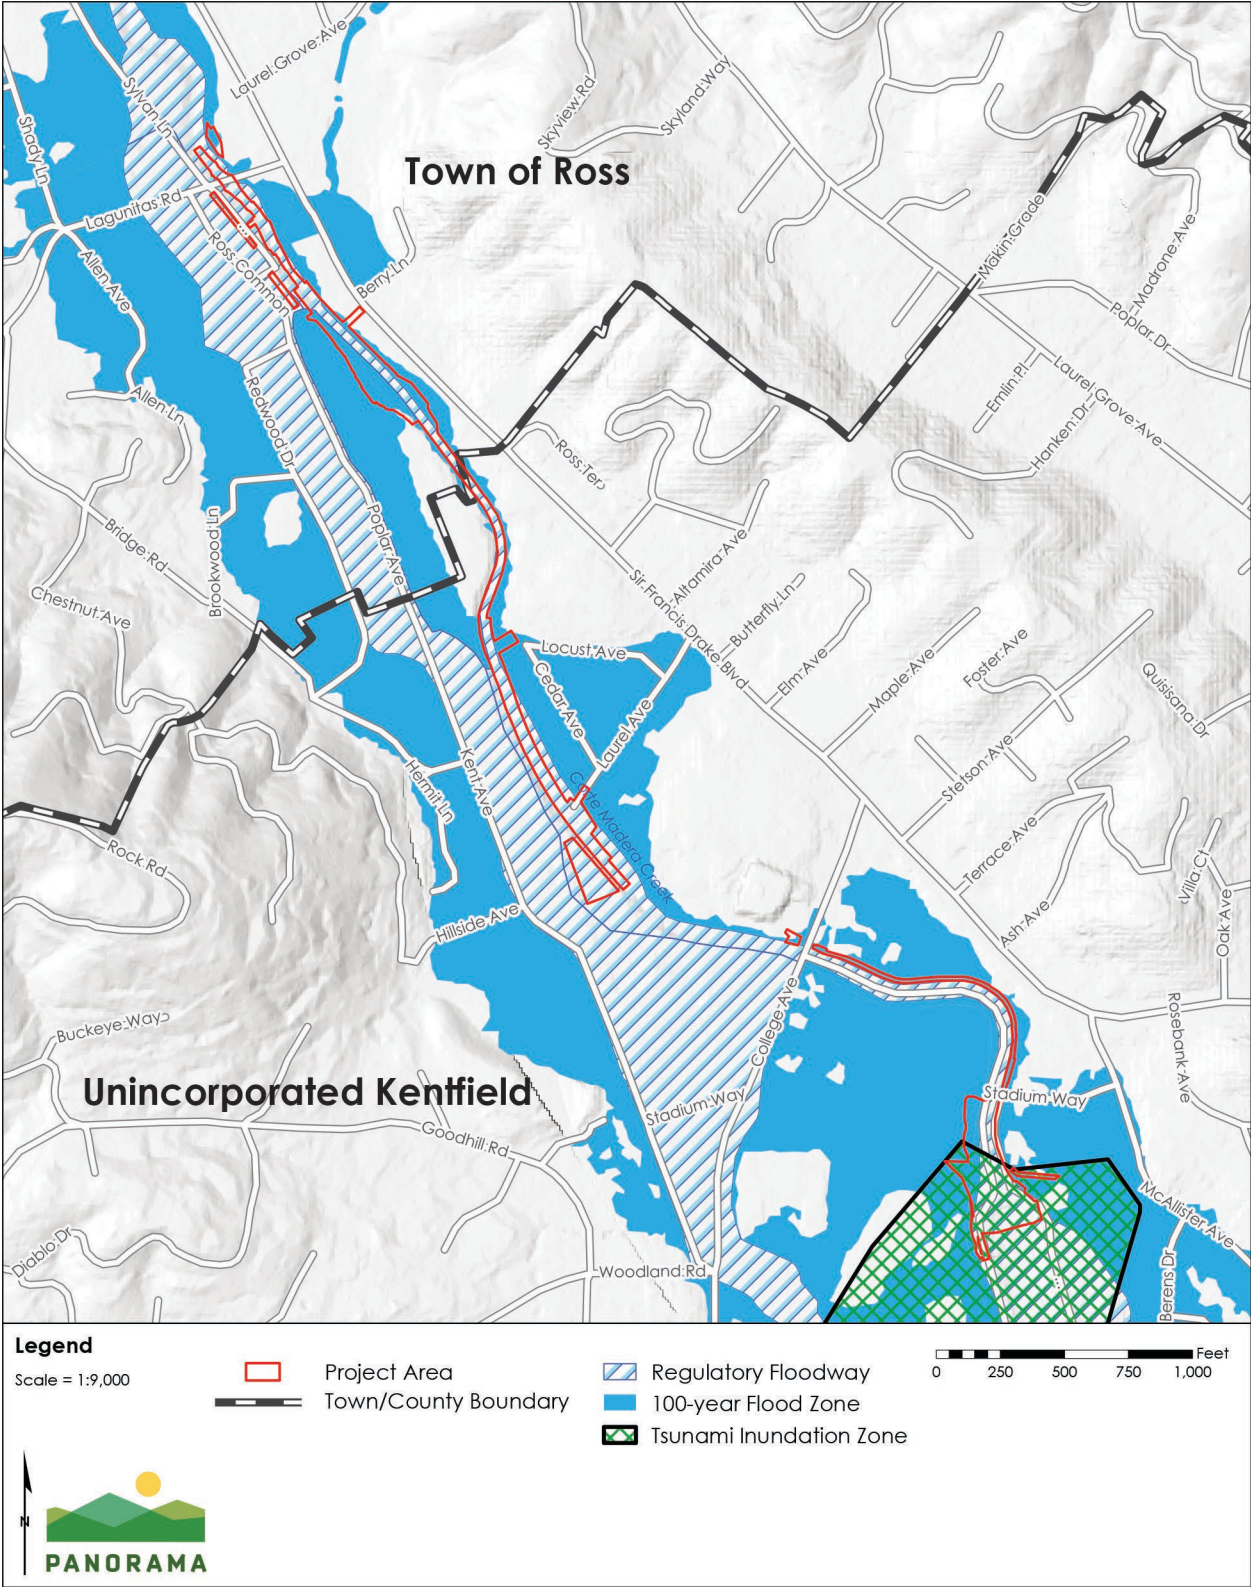 Laurel Grove Ave
Sylvan Ln
Skyview Rd
Skyland Way
Shady Ln
Town of Ross
Lagunitas Rd
Makin Grade
Madrone Ave
Ross Common
Allen Ave
Berry Ln
Poplar Dr
Laurel Grove Ave
Emlin Pl
Redwood Dr
Allen Ln
Hanken Dr
Ross Ter
Bridge Rd
Brookwood Ln
Poplar Ave
Altamira Ave
Sir Francis Drake Blvd
Butterfly Ln
Chestnut Ave
Locust Ave
Elm Ave
Maple Ave
Foster Ave
Quisisana Dr
Cedar Ave
Laurel Ave
Kent Ave
Hermit Ln
Stetson Ave
Corte Madera Creek
Rock Rd
Terrace Ave
Villa Ct
Hillside Ave
Ash Ave
Oak Ave
Buckeye Way
College Ave
Rosebank Ave
Unincorporated Kentfield
Stadium Way
Stadium Way
Goodhill Rd
McAllister Ave
Diablo Dr
Woodland Rd
Berens Dr
Legend
Scale = 1:9,000
Project Area
Town/County Boundary
Regulatory Floodway
100-year Flood Zone
Tsunami Inundation Zone
Feet
0 250 500 750 1,000
N
PANORAMA